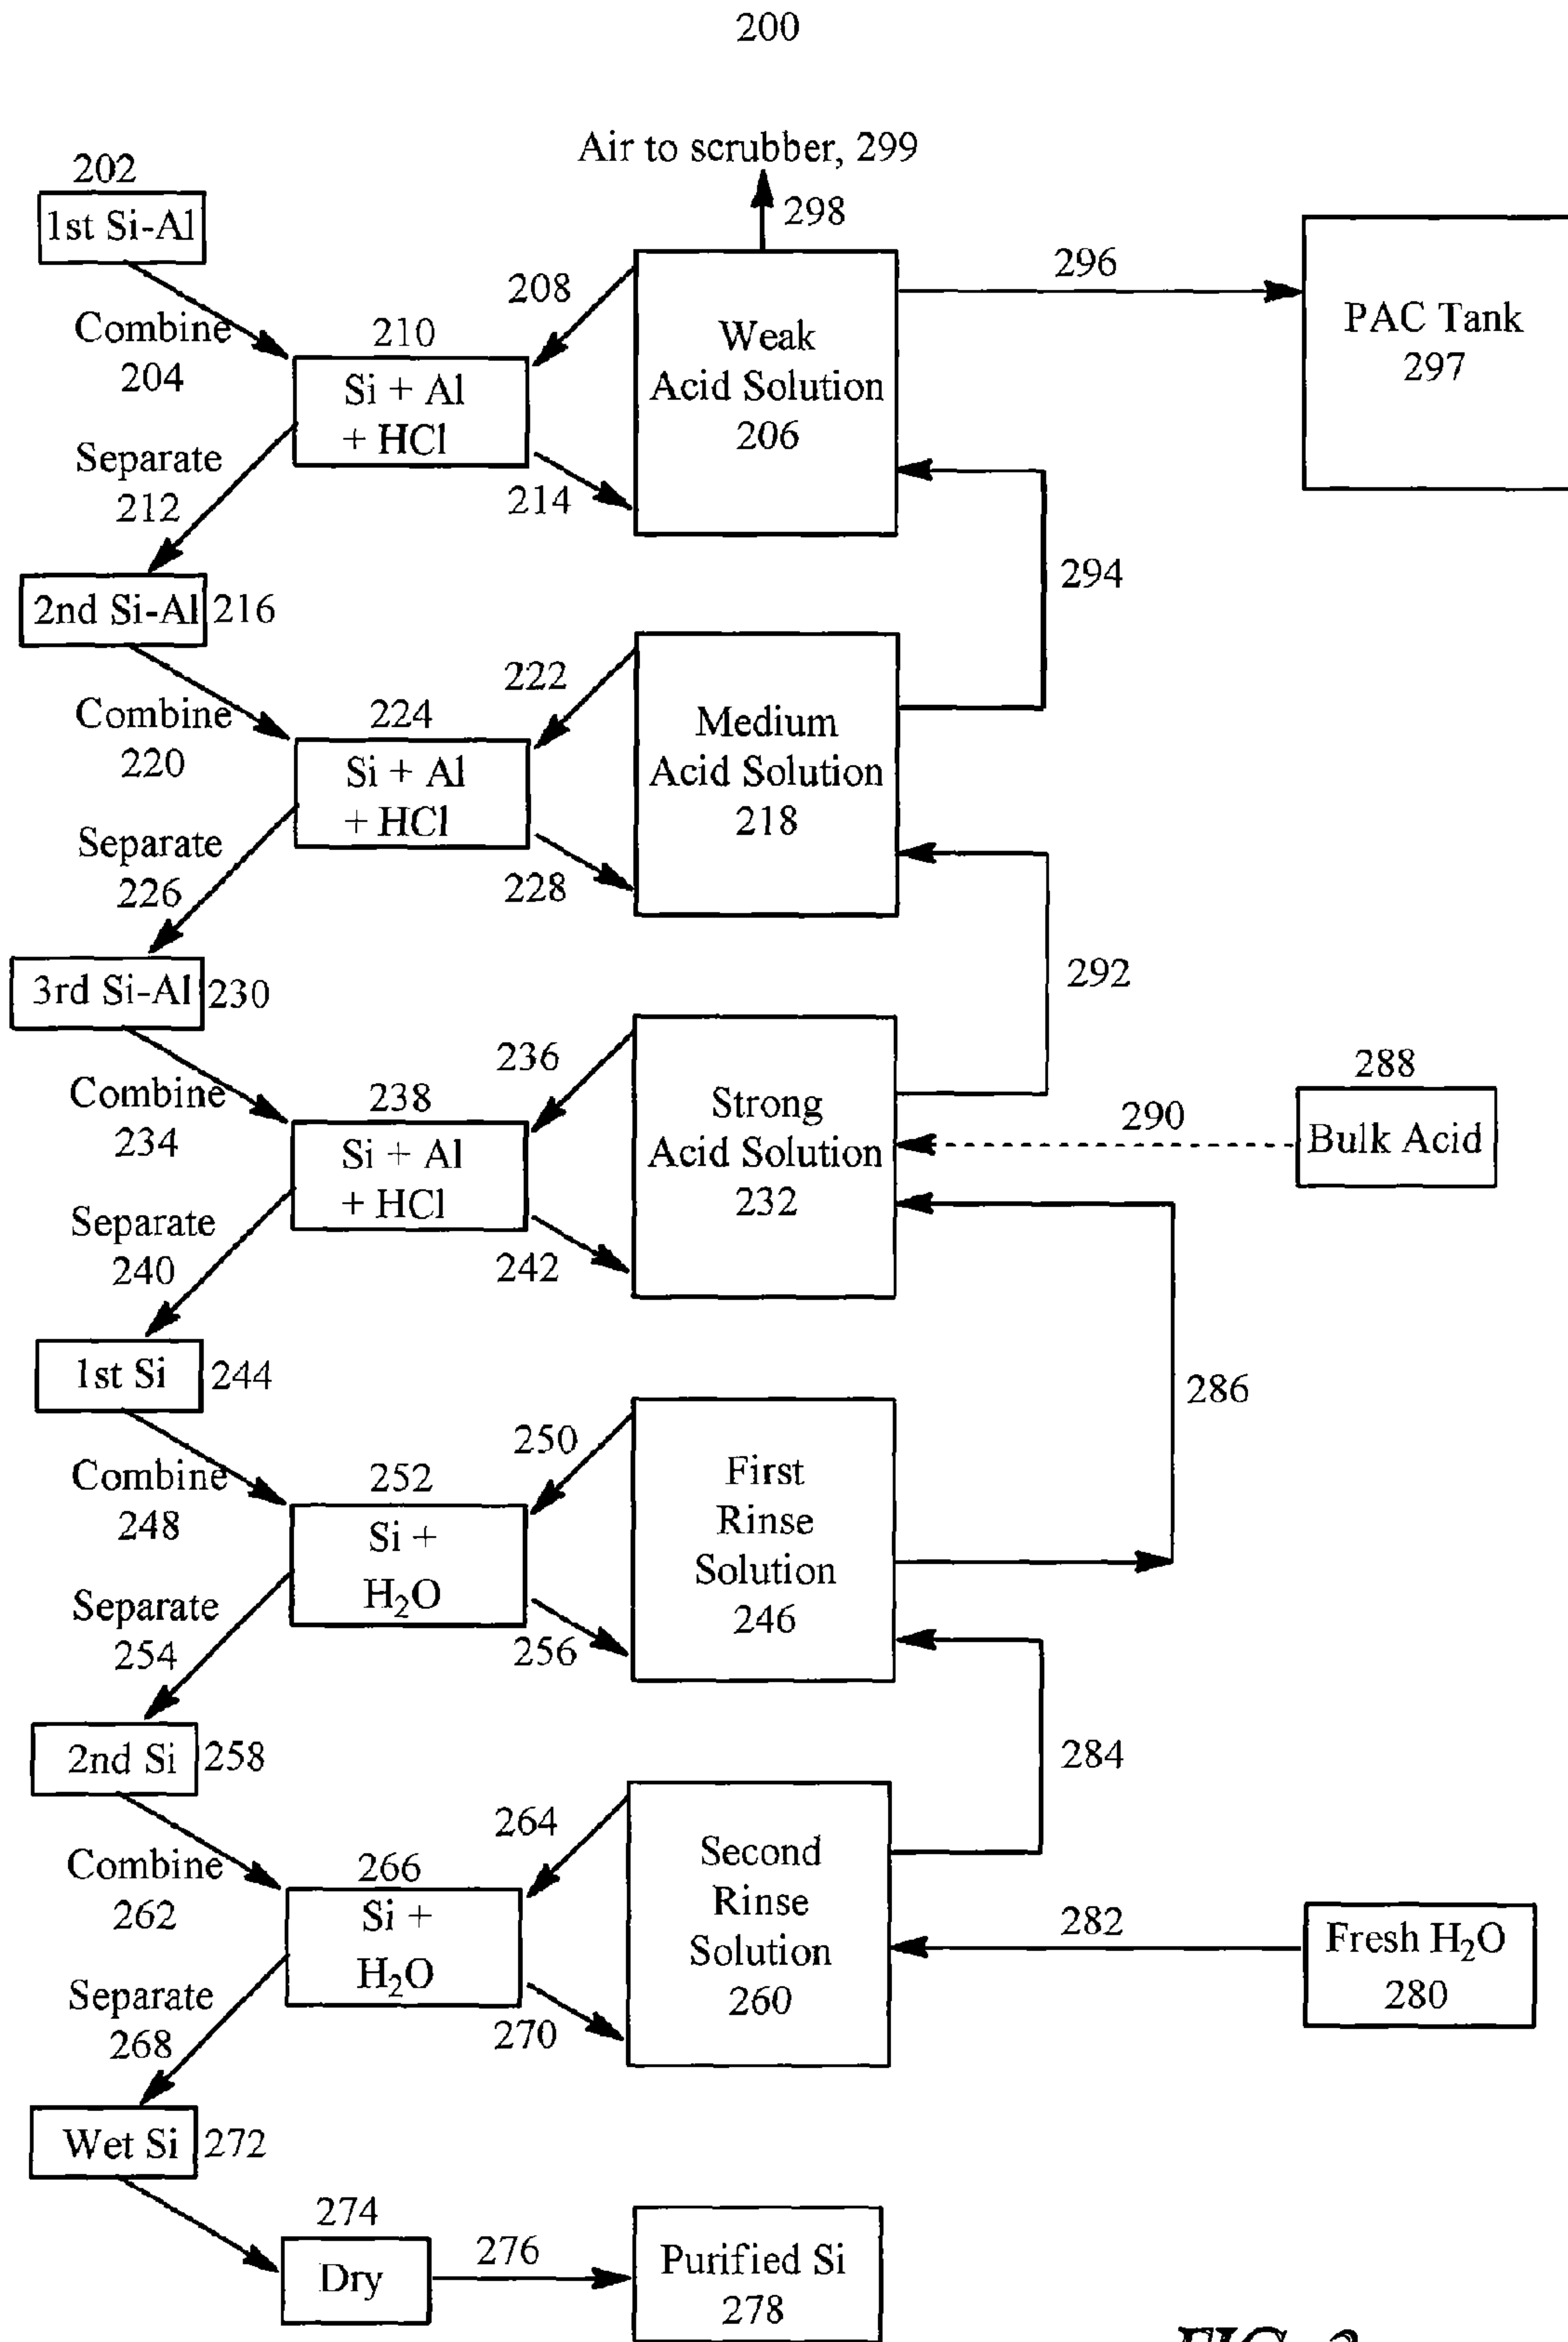 200
Air to scrubber, 299
298
202
1st Si-Al
Combine
204
208
210
Si + Al
+ HCl
Weak
Acid Solution
206
296
PAC Tank
297
Separate
212
214
294
2nd Si-Al 216
Combine
220
222
224
Si + Al
+ HCl
Medium
Acid Solution
218
Separate
226
228
292
3rd Si-Al 230
Combine
234
236
238
Si + Al
+ HCl
Strong
Acid Solution
232
290
288
Bulk Acid
Separate
240
242
286
1st Si 244
Combine
248
250
252
Si +
H₂O
First
Rinse
Solution
246
Separate
254
256
284
2nd Si 258
Combine
262
264
266
Si +
H₂O
Second
Rinse
Solution
260
282
Fresh H₂O
280
Separate
268
270
Wet Si 272
274
Dry
276
Purified Si
278